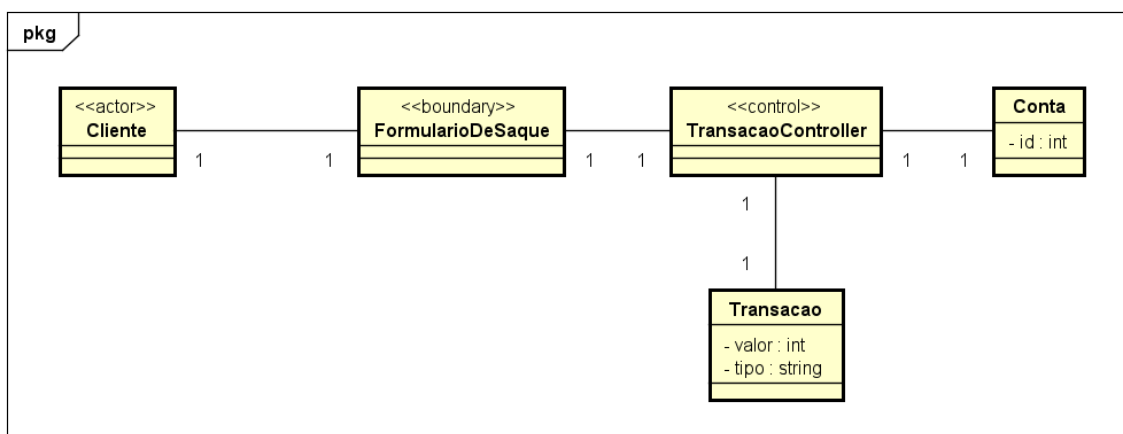 pkg
<<actor>>
Cliente
<<boundary>>
FormularioDeSaque
<<control>>
TransacaoController
Conta
- id : int
1
1
1
1
1
1
1
1
Transacao
- valor : int
- tipo : string